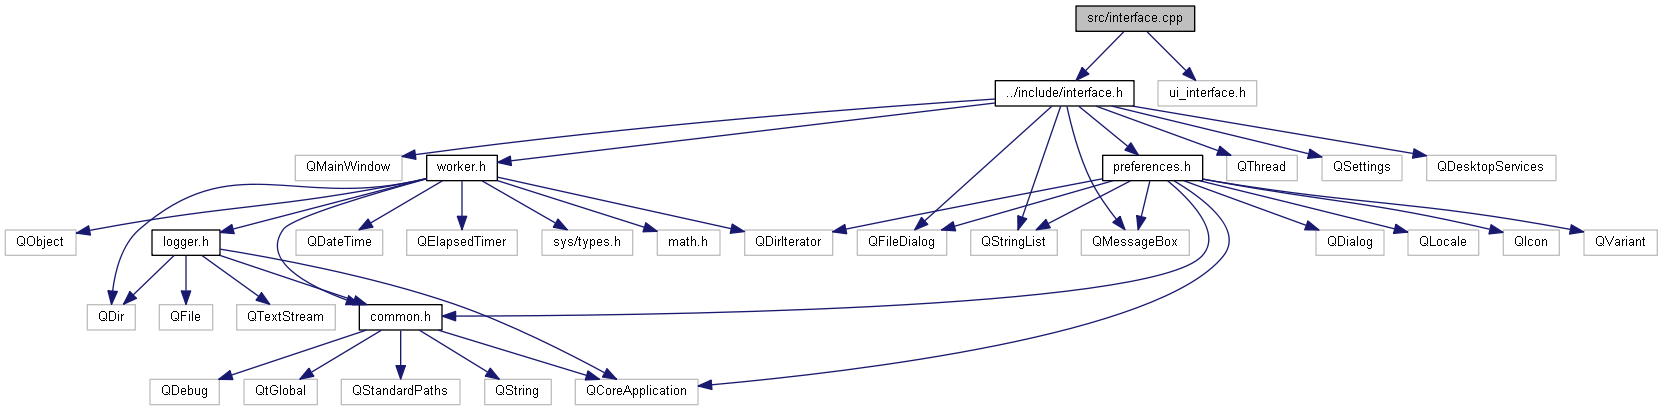 src/interface.cpp
../include/interface.h
ui_interface.h
QMainWindow
worker.h
preferences.h
QThread
QSettings
QDesktopServices
QObject
logger.h
QDateTime
QElapsedTimer
sys/types.h
math.h
QDirIterator
QFileDialog
QStringList
QMessageBox
QDialog
QLocale
QIcon
QVariant
QDir
QFile
QTextStream
common.h
QDebug
QtGlobal
QStandardPaths
QString
QCoreApplication